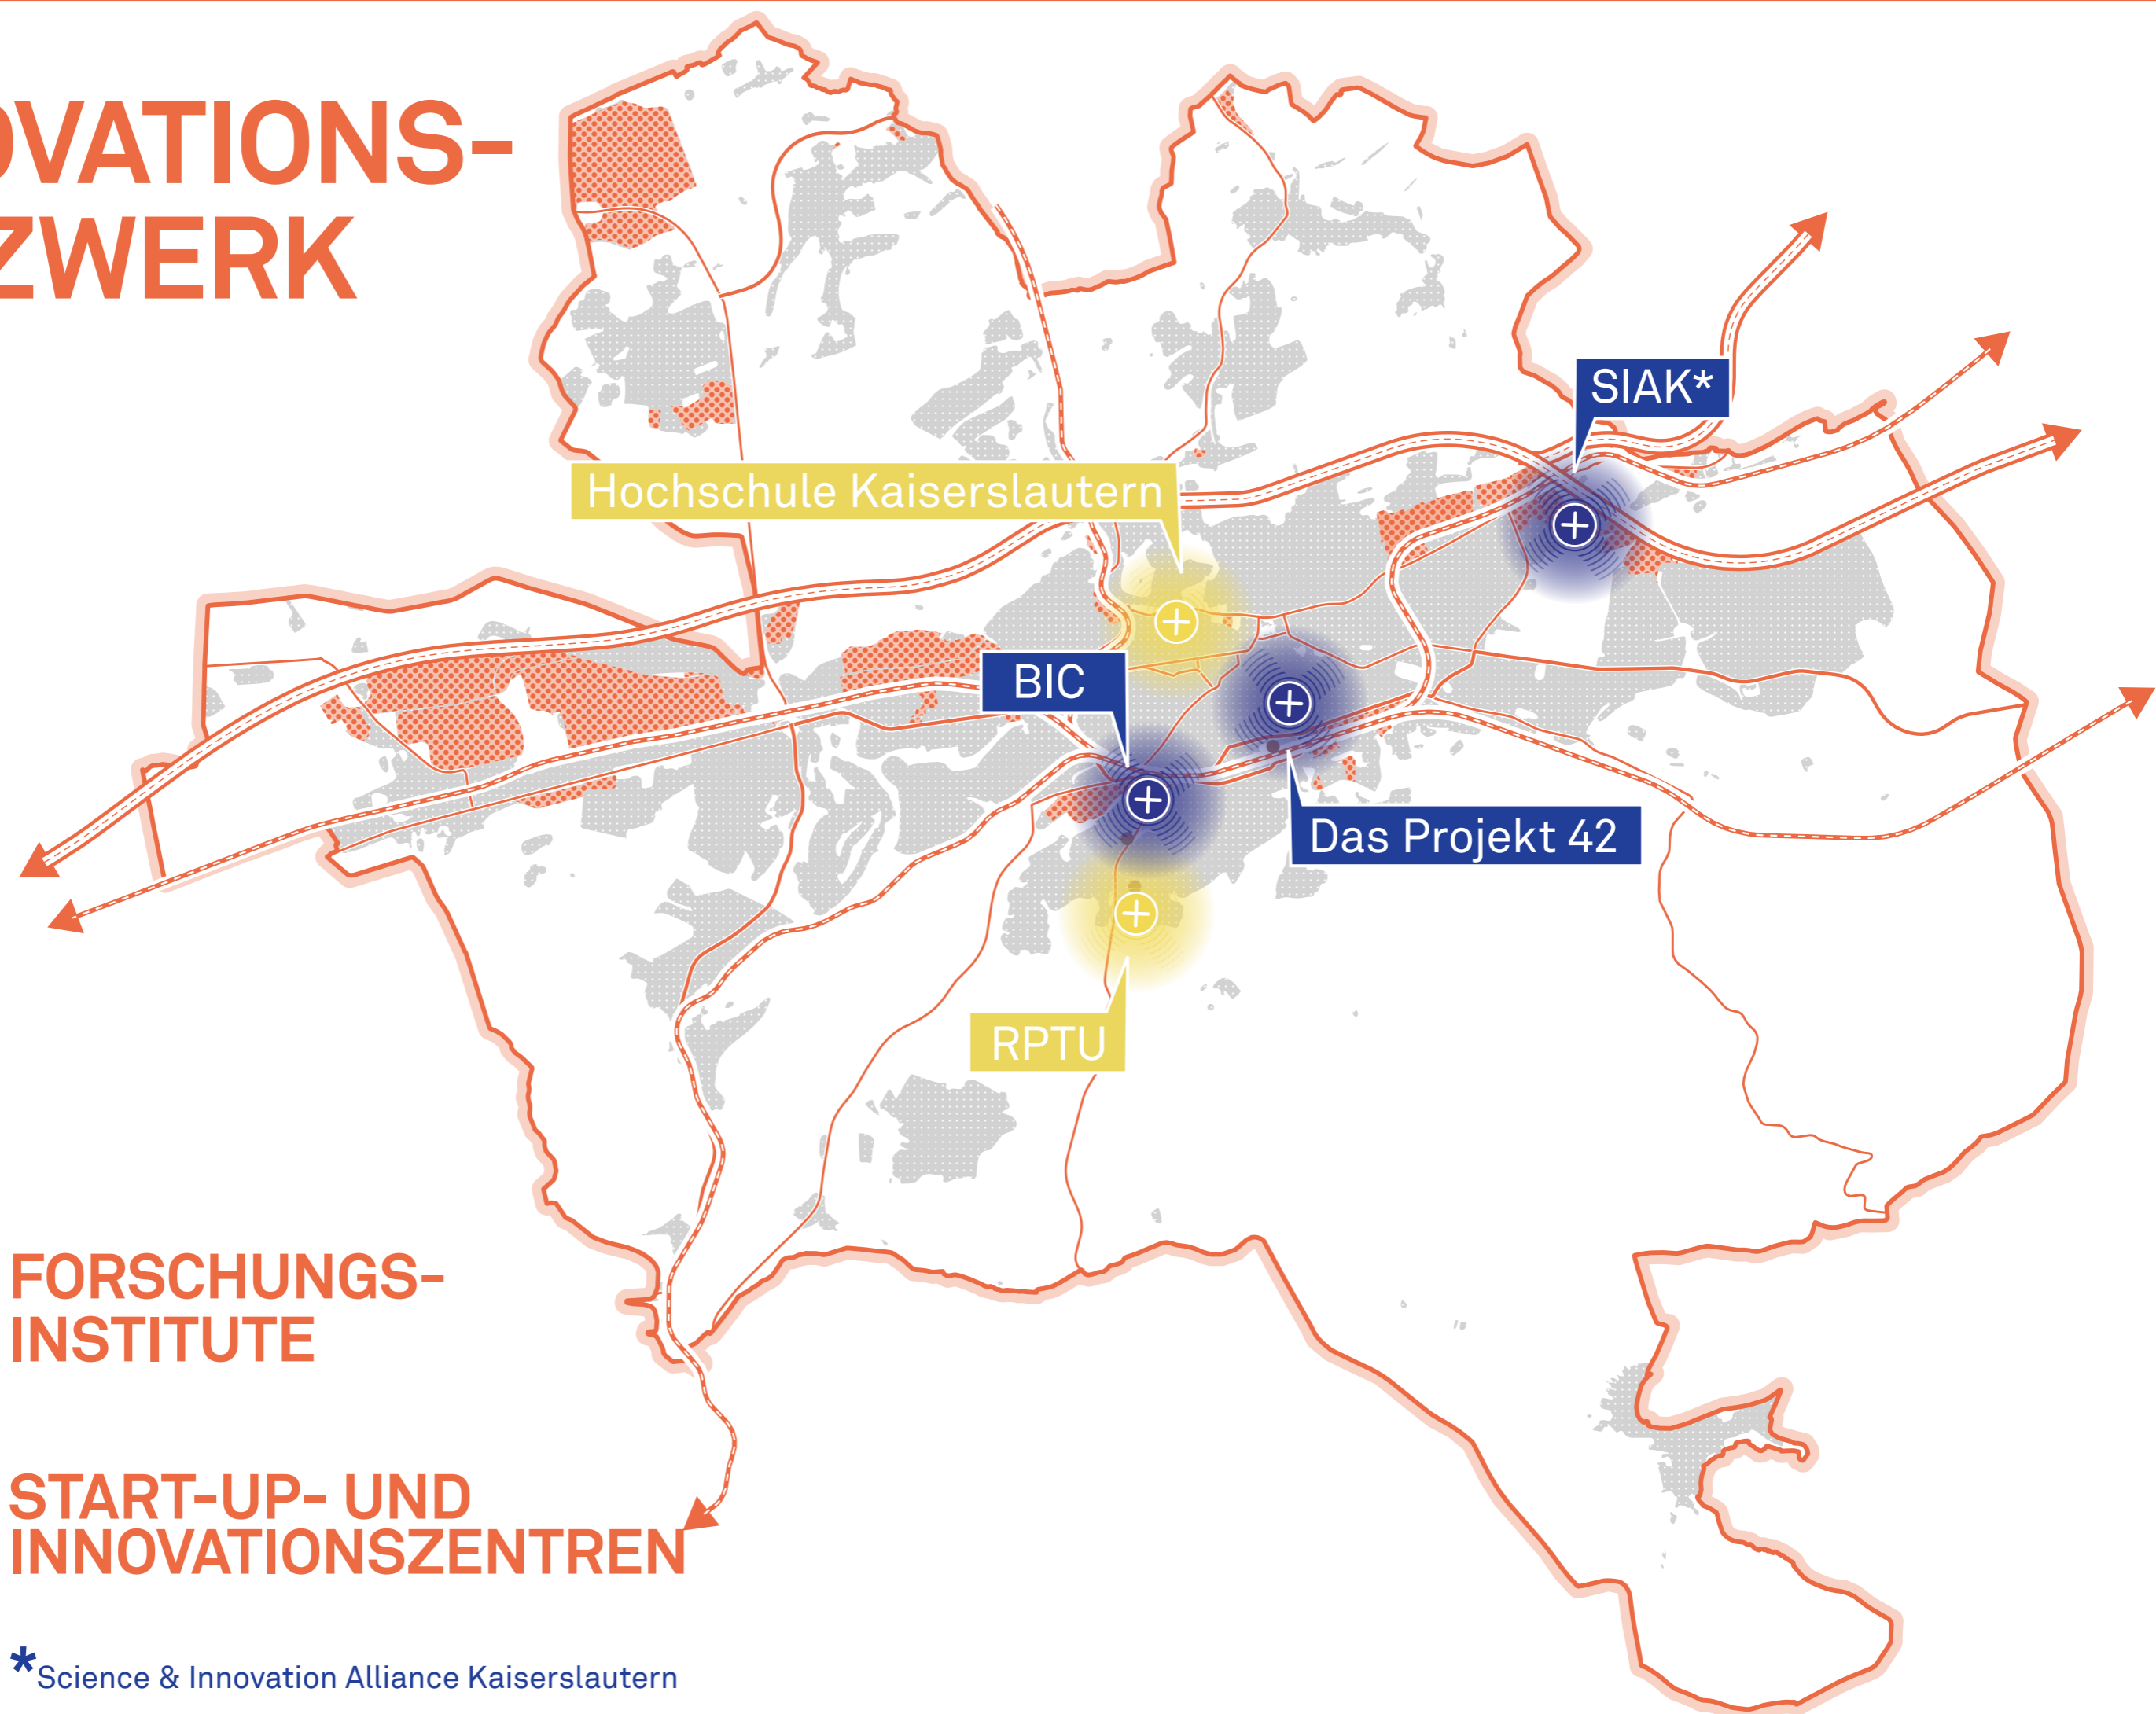 OVATIONS-
ZWERK
SIAK*
Hochschule Kaiserslautern
BIC
Das Projekt 42
RPTU
FORSCHUNGS-
INSTITUTE
START-UP- UND
INNOVATIONSZENTREN
*Science & Innovation Alliance Kaiserslautern